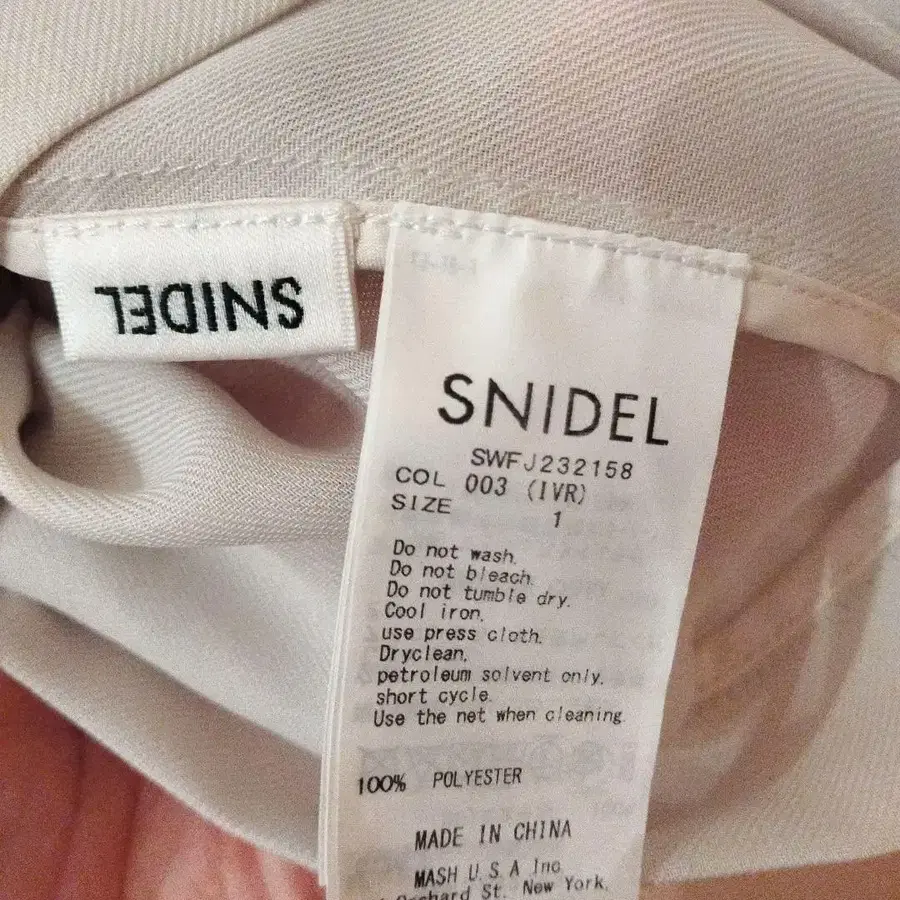 SNIDEL
SNIDEL
SWFJ232158
COL 003 (IVR)
SIZE 1
Do not wash.
Do not bleach.
Do not tumble dry.
Cool iron,
use press cloth.
Dryclean,
petroleum solvent only,
short cycle.
Use the net when cleaning.
100% POLYESTER
MADE IN CHINA
MASH U.S.A Inc.
Orchard St. New York,